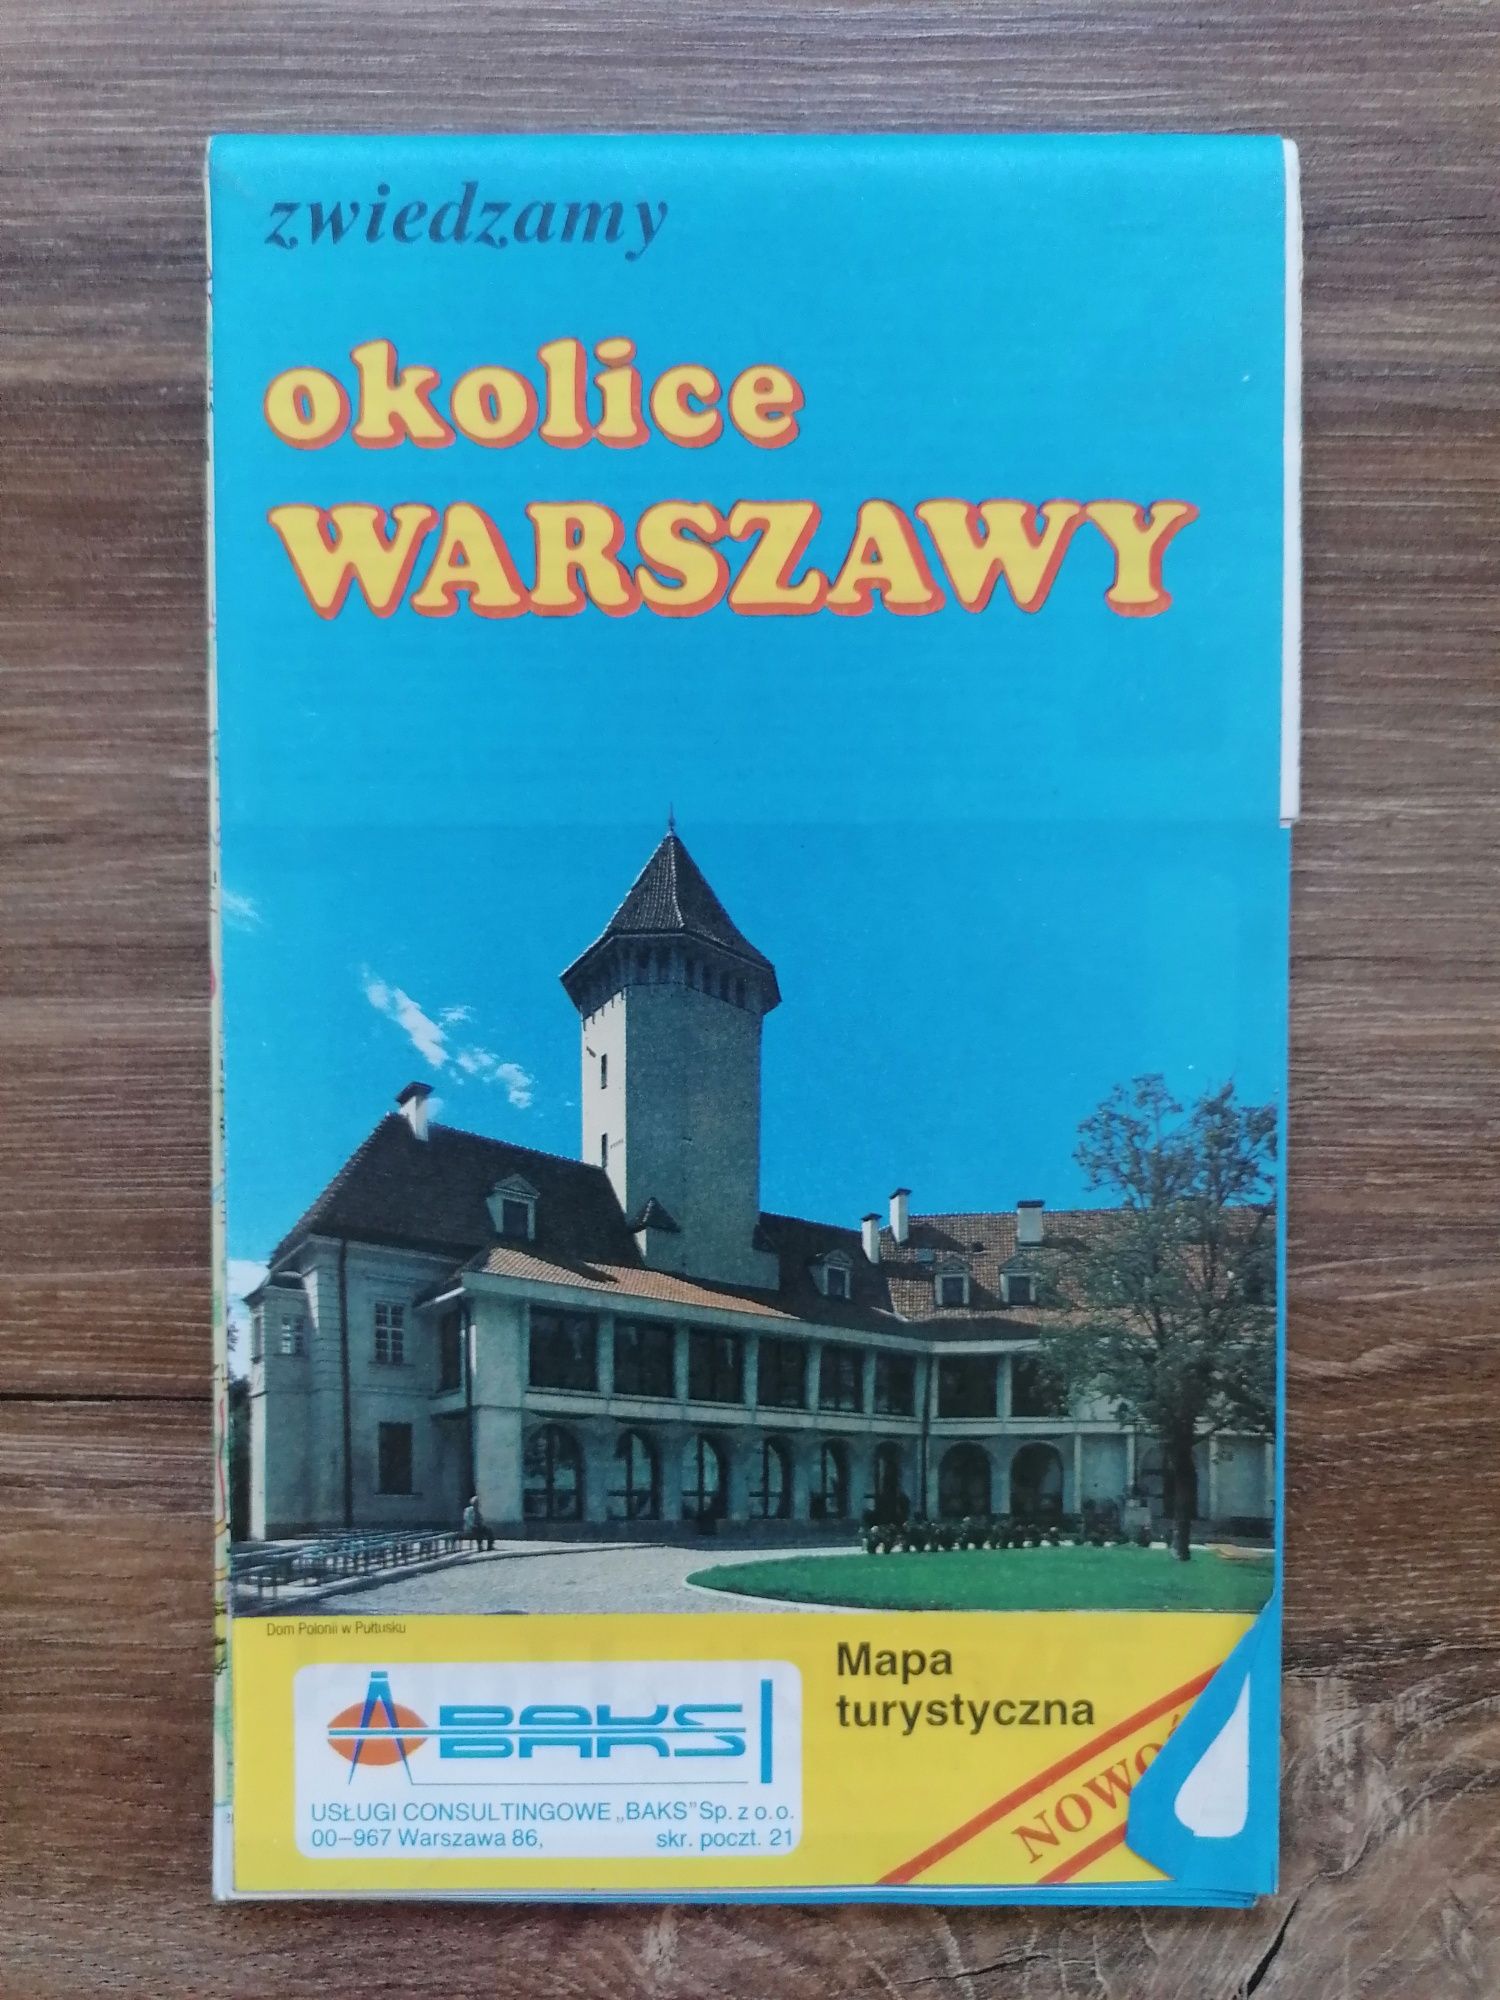 zwiedzamy
okolice
WARSZAWY
Dom Polonii w Pułtusku
BAKS
USŁUGI CONSULTINGOWE „BAKS” Sp. z o.o.
00–967 Warszawa 86, skr. poczt. 21
Mapa
turystyczna